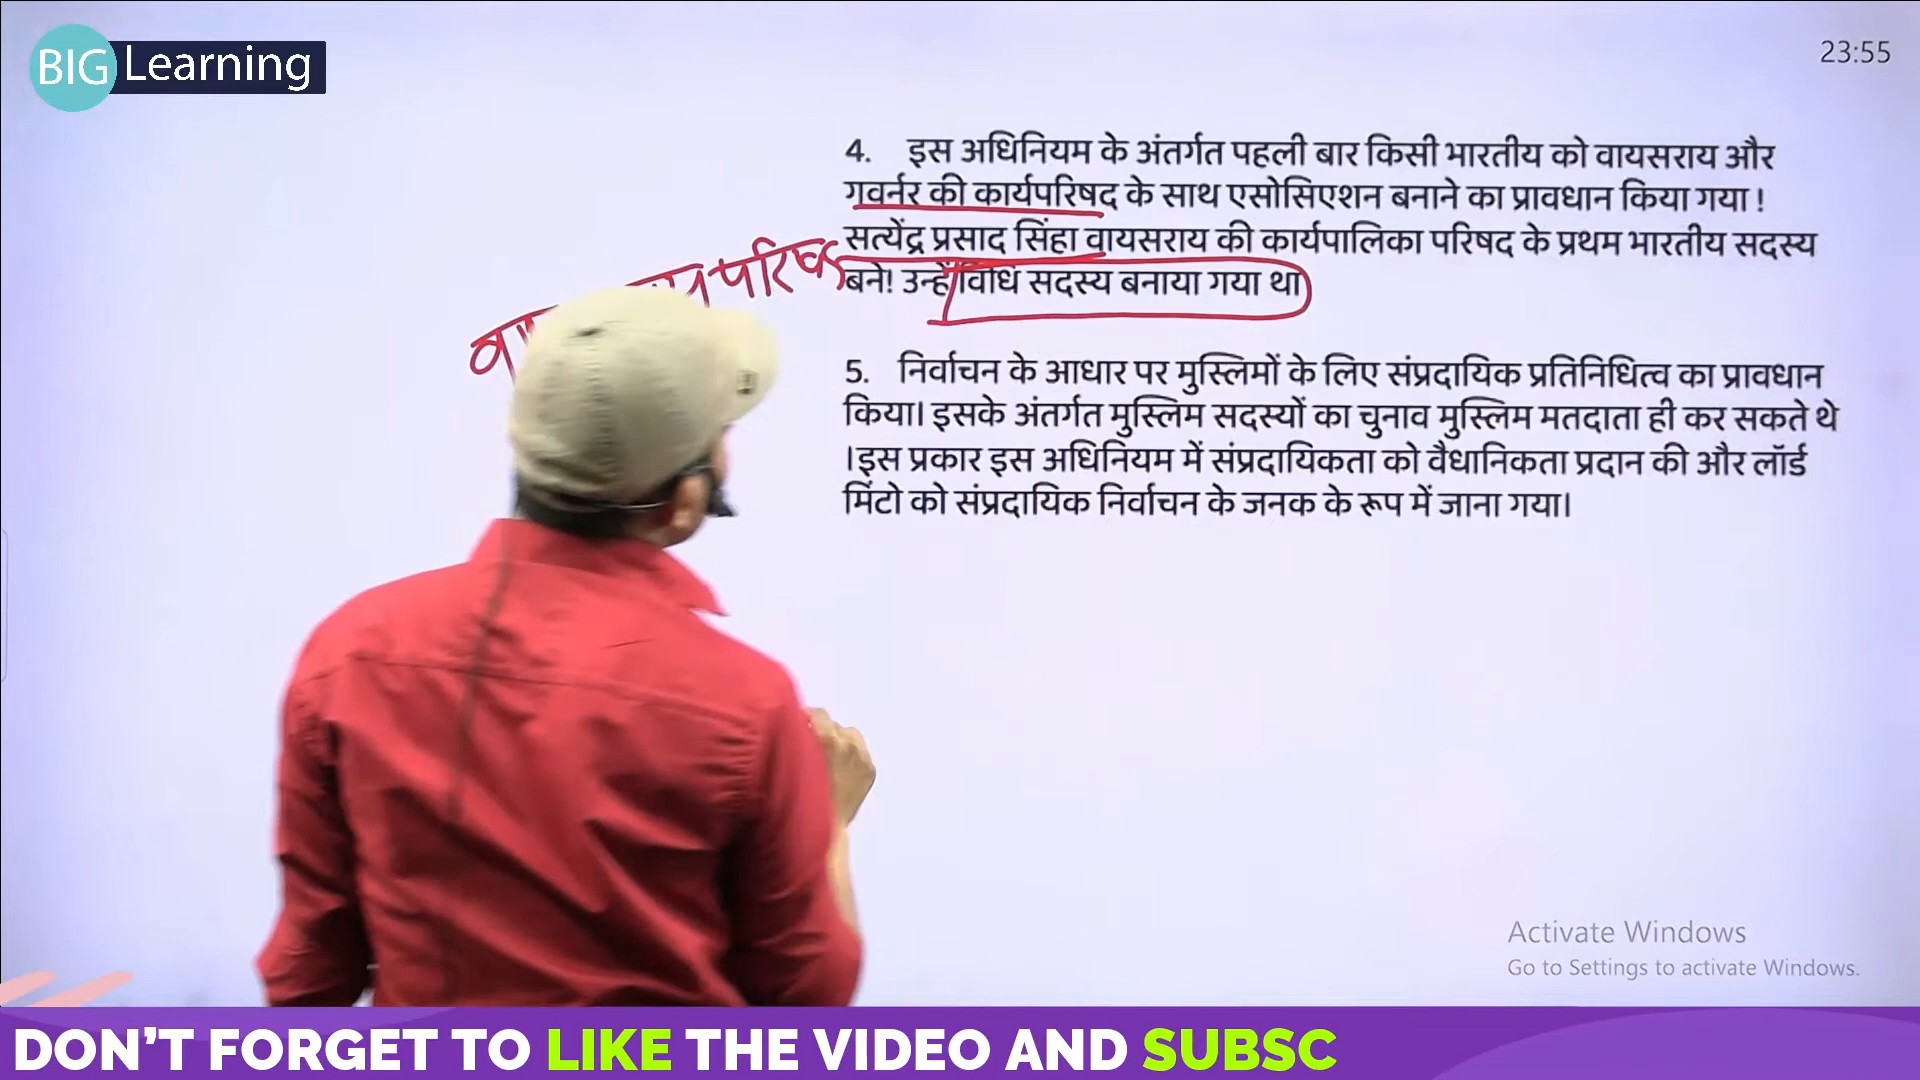 BIG Learning
23:55
4. इस अधिनियम के अंतर्गत पहली बार किसी भारतीय को वायसराय और
गवर्नर की कार्यपरिषद के साथ एसोसिएशन बनाने का प्रावधान किया गया !
सत्येंद्र प्रसाद सिंहा वायसराय की कार्यपालिका परिषद के प्रथम भारतीय सदस्य
बने! उन्हें विधि सदस्य बनाया गया था
परिषद
5. निर्वाचन के आधार पर मुस्लिमों के लिए संप्रदायिक प्रतिनिधित्व का प्रावधान
किया। इसके अंतर्गत मुस्लिम सदस्यों का चुनाव मुस्लिम मतदाता ही कर सकते थे
।इस प्रकार इस अधिनियम में संप्रदायिकता को वैधानिकता प्रदान की और लॉर्ड
मिंटो को संप्रदायिक निर्वाचन के जनक के रूप में जाना गया।
Activate Windows
Go to Settings to activate Windows.
DON'T FORGET TO LIKE THE VIDEO AND SUBSC